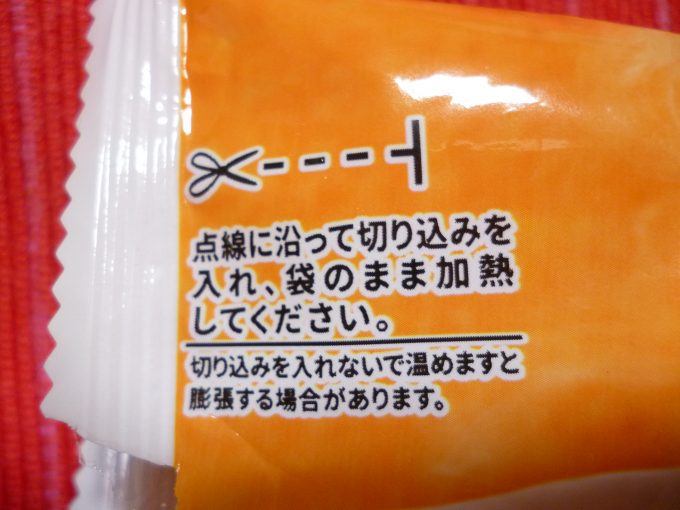 点線に沿って切り込みを
入れ、袋のまま加熱
してください。
切り込みを入れないで温めますと
膨張する場合があります。